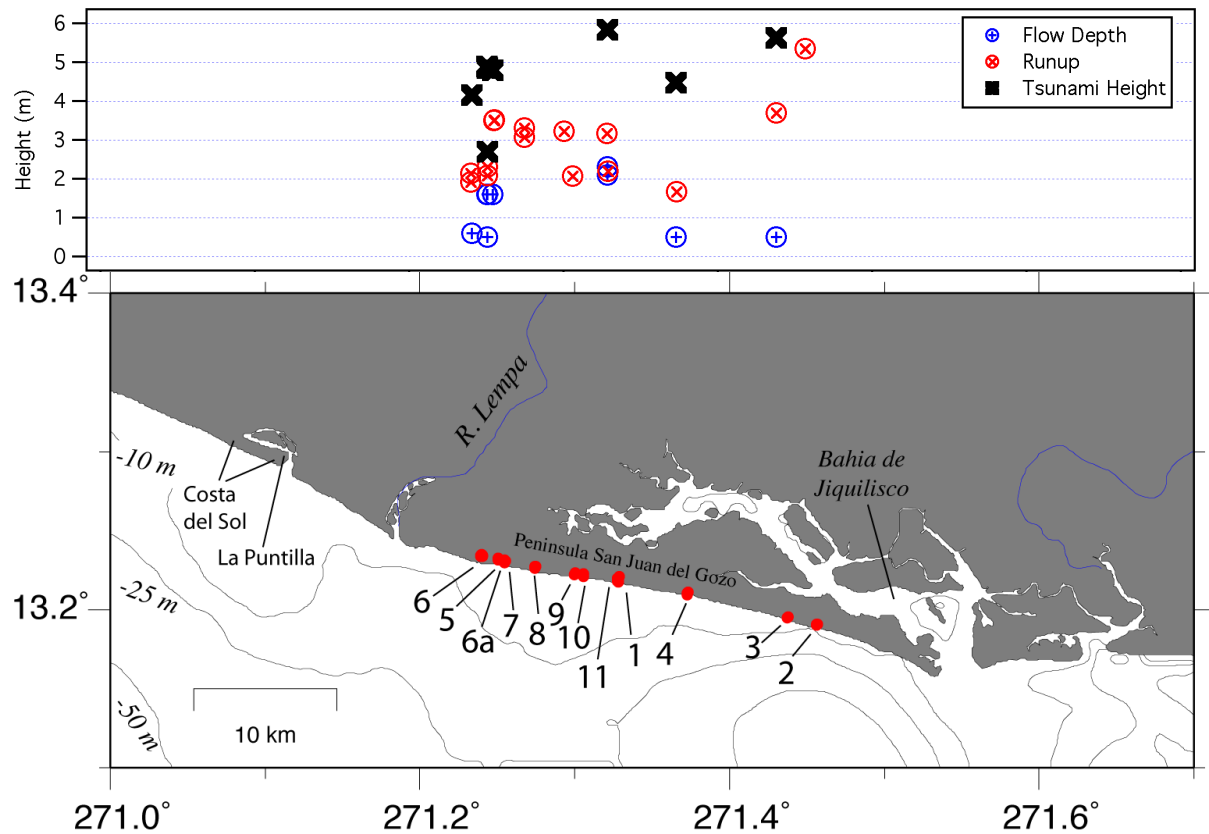 6
5
4
3
2
1
0
Height (m)
Flow Depth
Runup
Tsunami Height
13.4°
13.2°
R. Lempa
-10 m
Costa
del Sol
La Puntilla
Bahia de
Jiquilisco
Peninsula San Juan del Gozo
-25 m
-50 m
6
5
6a
7
8
9
10
11
1
4
3
2
10 km
271.0°
271.2°
271.4°
271.6°